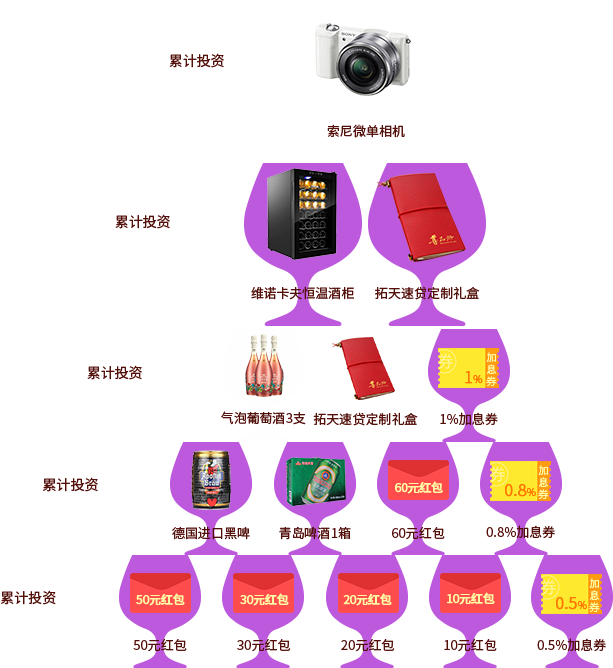 SONY
累计投资
索尼微单相机
累计投资
维诺卡夫恒温酒柜
拓天速贷定制礼盒
累计投资
券
1%
加息券
气泡葡萄酒3支
拓天速贷定制礼盒
1%加息券
累计投资
60元红包
券
0.8%
加息券
德国进口黑啤
青岛啤酒1箱
60元红包
0.8%加息券
累计投资
50元红包
30元红包
20元红包
10元红包
券
0.5%
加息券
50元红包
30元红包
20元红包
10元红包
0.5%加息券